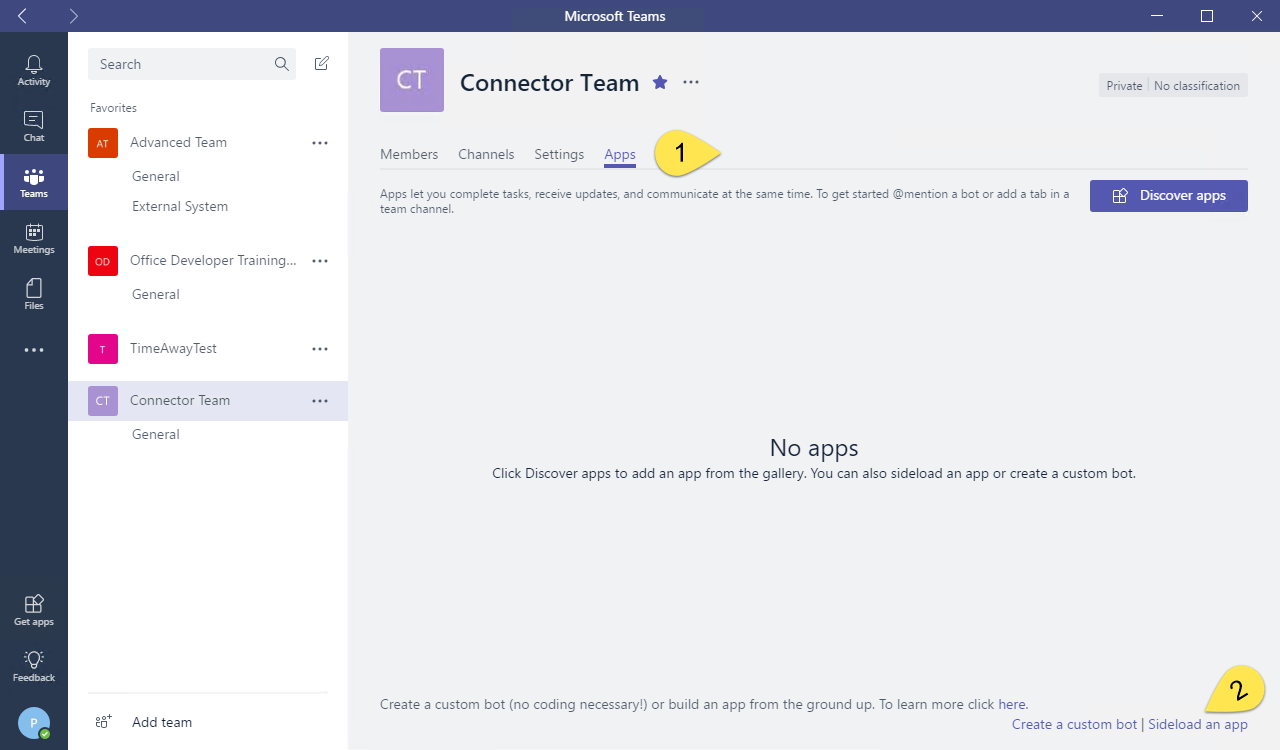 Microsoft Teams
Activity
Chat
Teams
Meetings
Files
Get apps
Feedback
P
Search
Favorites
AT Advanced Team
General
External System
OD Office Developer Training...
General
T TimeAwayTest
CT Connector Team
General
Add team
CT
Connector Team
Private
No classification
Members Channels Settings Apps
1
Apps let you complete tasks, receive updates, and communicate at the same time. To get started @mention a bot or add a tab in a
team channel.
Discover apps
No apps
Click Discover apps to add an app from the gallery. You can also sideload an app or create a custom bot.
2
Create a custom bot (no coding necessary!) or build an app from the ground up. To learn more click here.
Create a custom bot | Sideload an app